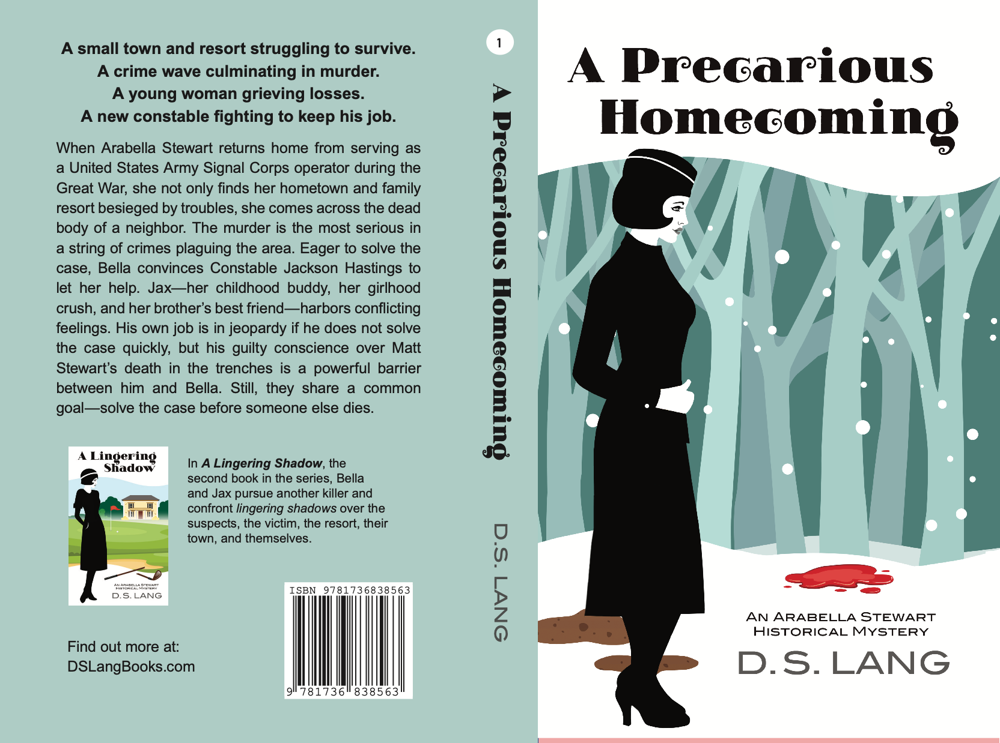 A small town and resort struggling to survive.
A crime wave culminating in murder.
A young woman grieving losses.
A new constable fighting to keep his job.
When Arabella Stewart returns home from serving as
a United States Army Signal Corps operator during the
Great War, she not only finds her hometown and family
resort besieged by troubles, she comes across the dead
body of a neighbor. The murder is the most serious in
a string of crimes plaguing the area. Eager to solve the
case, Bella convinces Constable Jackson Hastings to
let her help. Jax—her childhood buddy, her girlhood
crush, and her brother’s best friend—harbors conflicting
feelings. His own job is in jeopardy if he does not solve
the case quickly, but his guilty conscience over Matt
Stewart’s death in the trenches is a powerful barrier
between him and Bella. Still, they share a common
goal—solve the case before someone else dies.
A Lingering
Shadow
AN ARABELLA STEWART
HISTORICAL MYSTERY
D.S. LANG
In A Lingering Shadow, the
second book in the series, Bella
and Jax pursue another killer and
confront lingering shadows over the
suspects, the victim, the resort, their
town, and themselves.
ISBN 9781736838563
9 781736 838563
Find out more at:
DSLangBooks.com
1
A Precarious Homecoming
D.S. LANG
A Precarious
Homecoming
AN ARABELLA STEWART
HISTORICAL MYSTERY
D.S. LANG